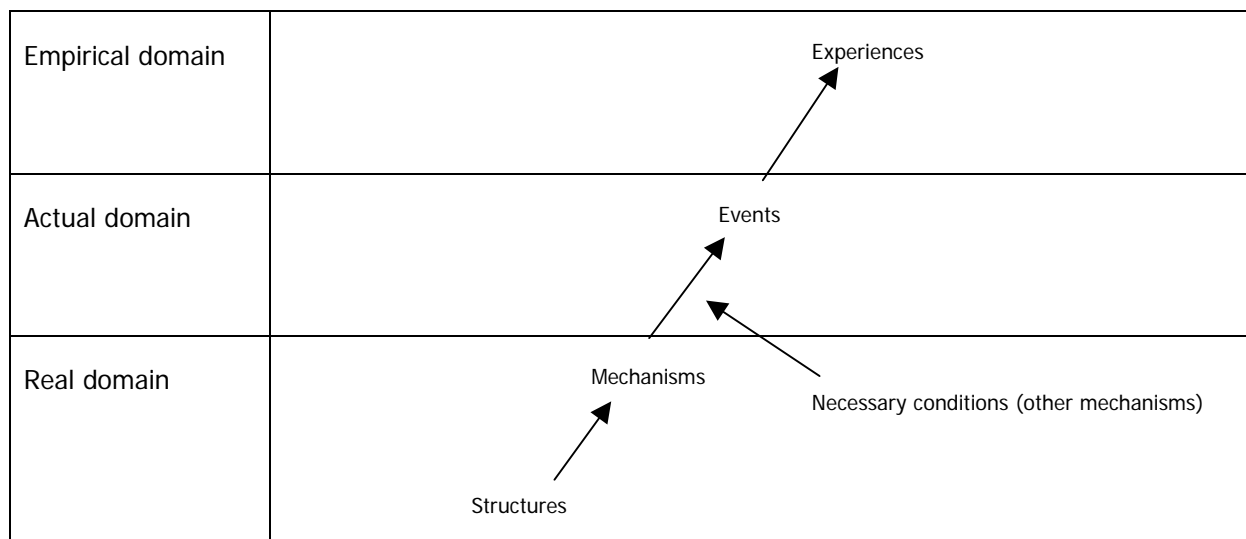 Empirical domain
Experiences
Actual domain
Events
Real domain
Mechanisms
Necessary conditions (other mechanisms)
Structures